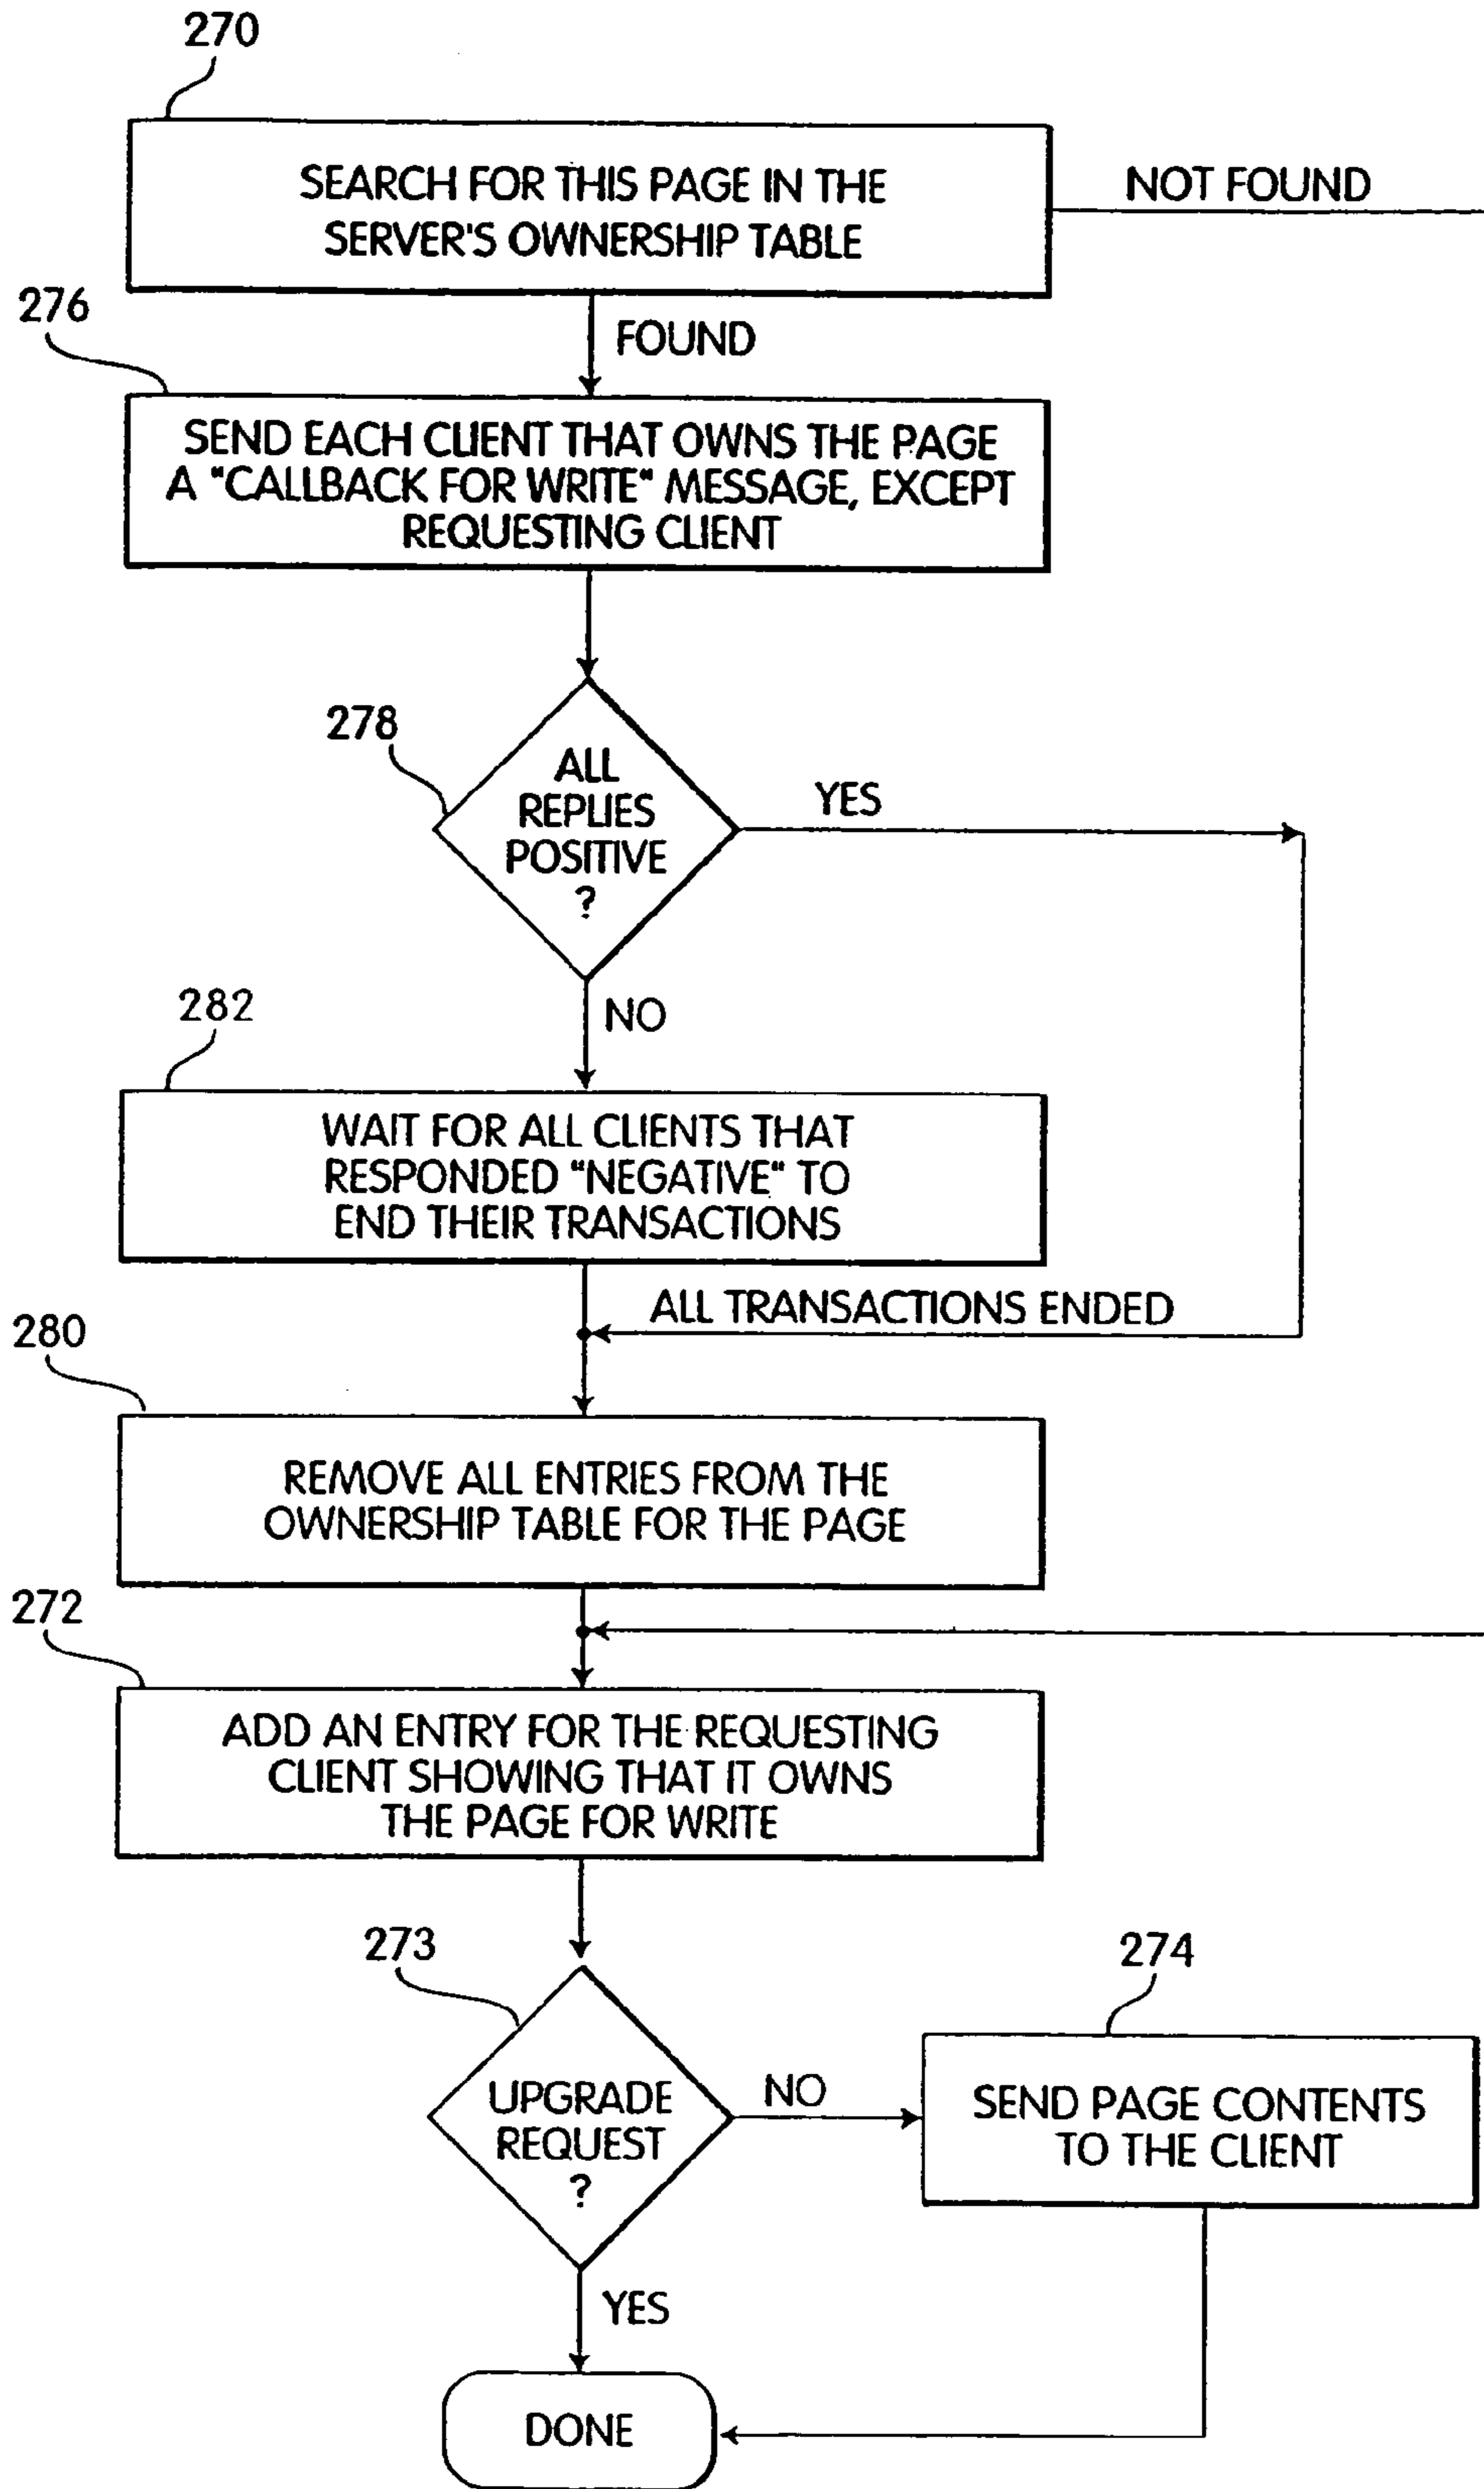 270
SEARCH FOR THIS PAGE IN THE
SERVER'S OWNERSHIP TABLE
NOT FOUND
276
FOUND
SEND EACH CLIENT THAT OWNS THE PAGE
A "CALLBACK FOR WRITE" MESSAGE, EXCEPT
REQUESTING CLIENT
278
ALL
REPLIES
POSITIVE
?
YES
NO
282
WAIT FOR ALL CLIENTS THAT
RESPONDED "NEGATIVE" TO
END THEIR TRANSACTIONS
ALL TRANSACTIONS ENDED
280
REMOVE ALL ENTRIES FROM THE
OWNERSHIP TABLE FOR THE PAGE
272
ADD AN ENTRY FOR THE REQUESTING
CLIENT SHOWING THAT IT OWNS
THE PAGE FOR WRITE
273
UPGRADE
REQUEST
?
NO
274
SEND PAGE CONTENTS
TO THE CLIENT
YES
DONE